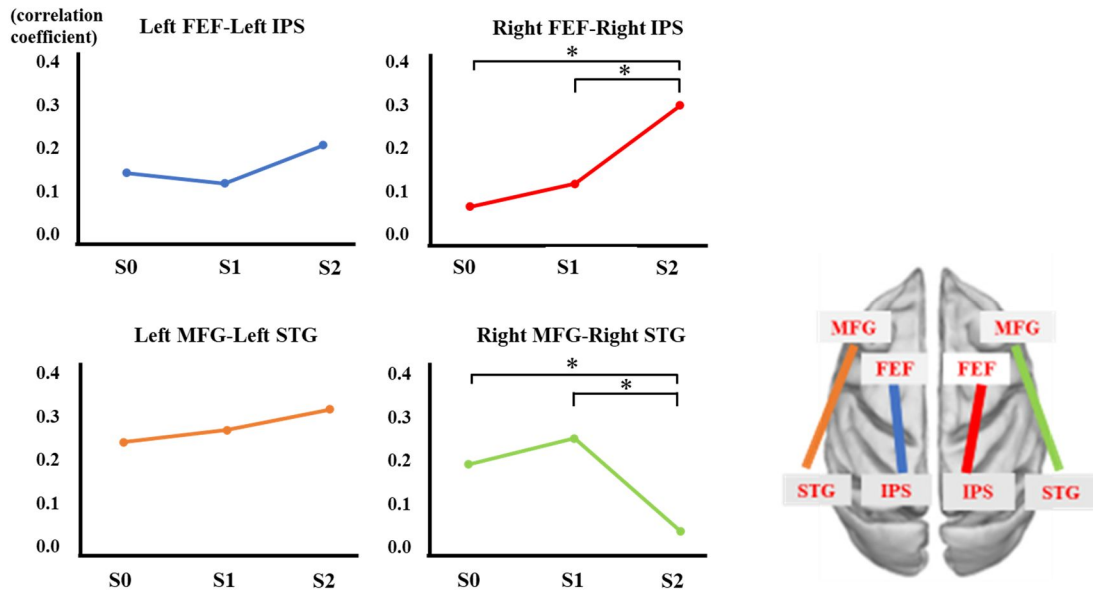 (correlation
coefficient)
Left FEF-Left IPS
0.4
0.3
0.2
0.1
0.0
S0 S1 S2
Right FEF-Right IPS
0.4
0.3
0.2
0.1
0.0
*
*
S0 S1 S2
Left MFG-Left STG
0.4
0.3
0.2
0.1
0.0
S0 S1 S2
Right MFG-Right STG
0.4
0.3
0.2
0.1
0.0
*
*
S0 S1 S2
MFG MFG
FEF FEF
STG IPS IPS STG